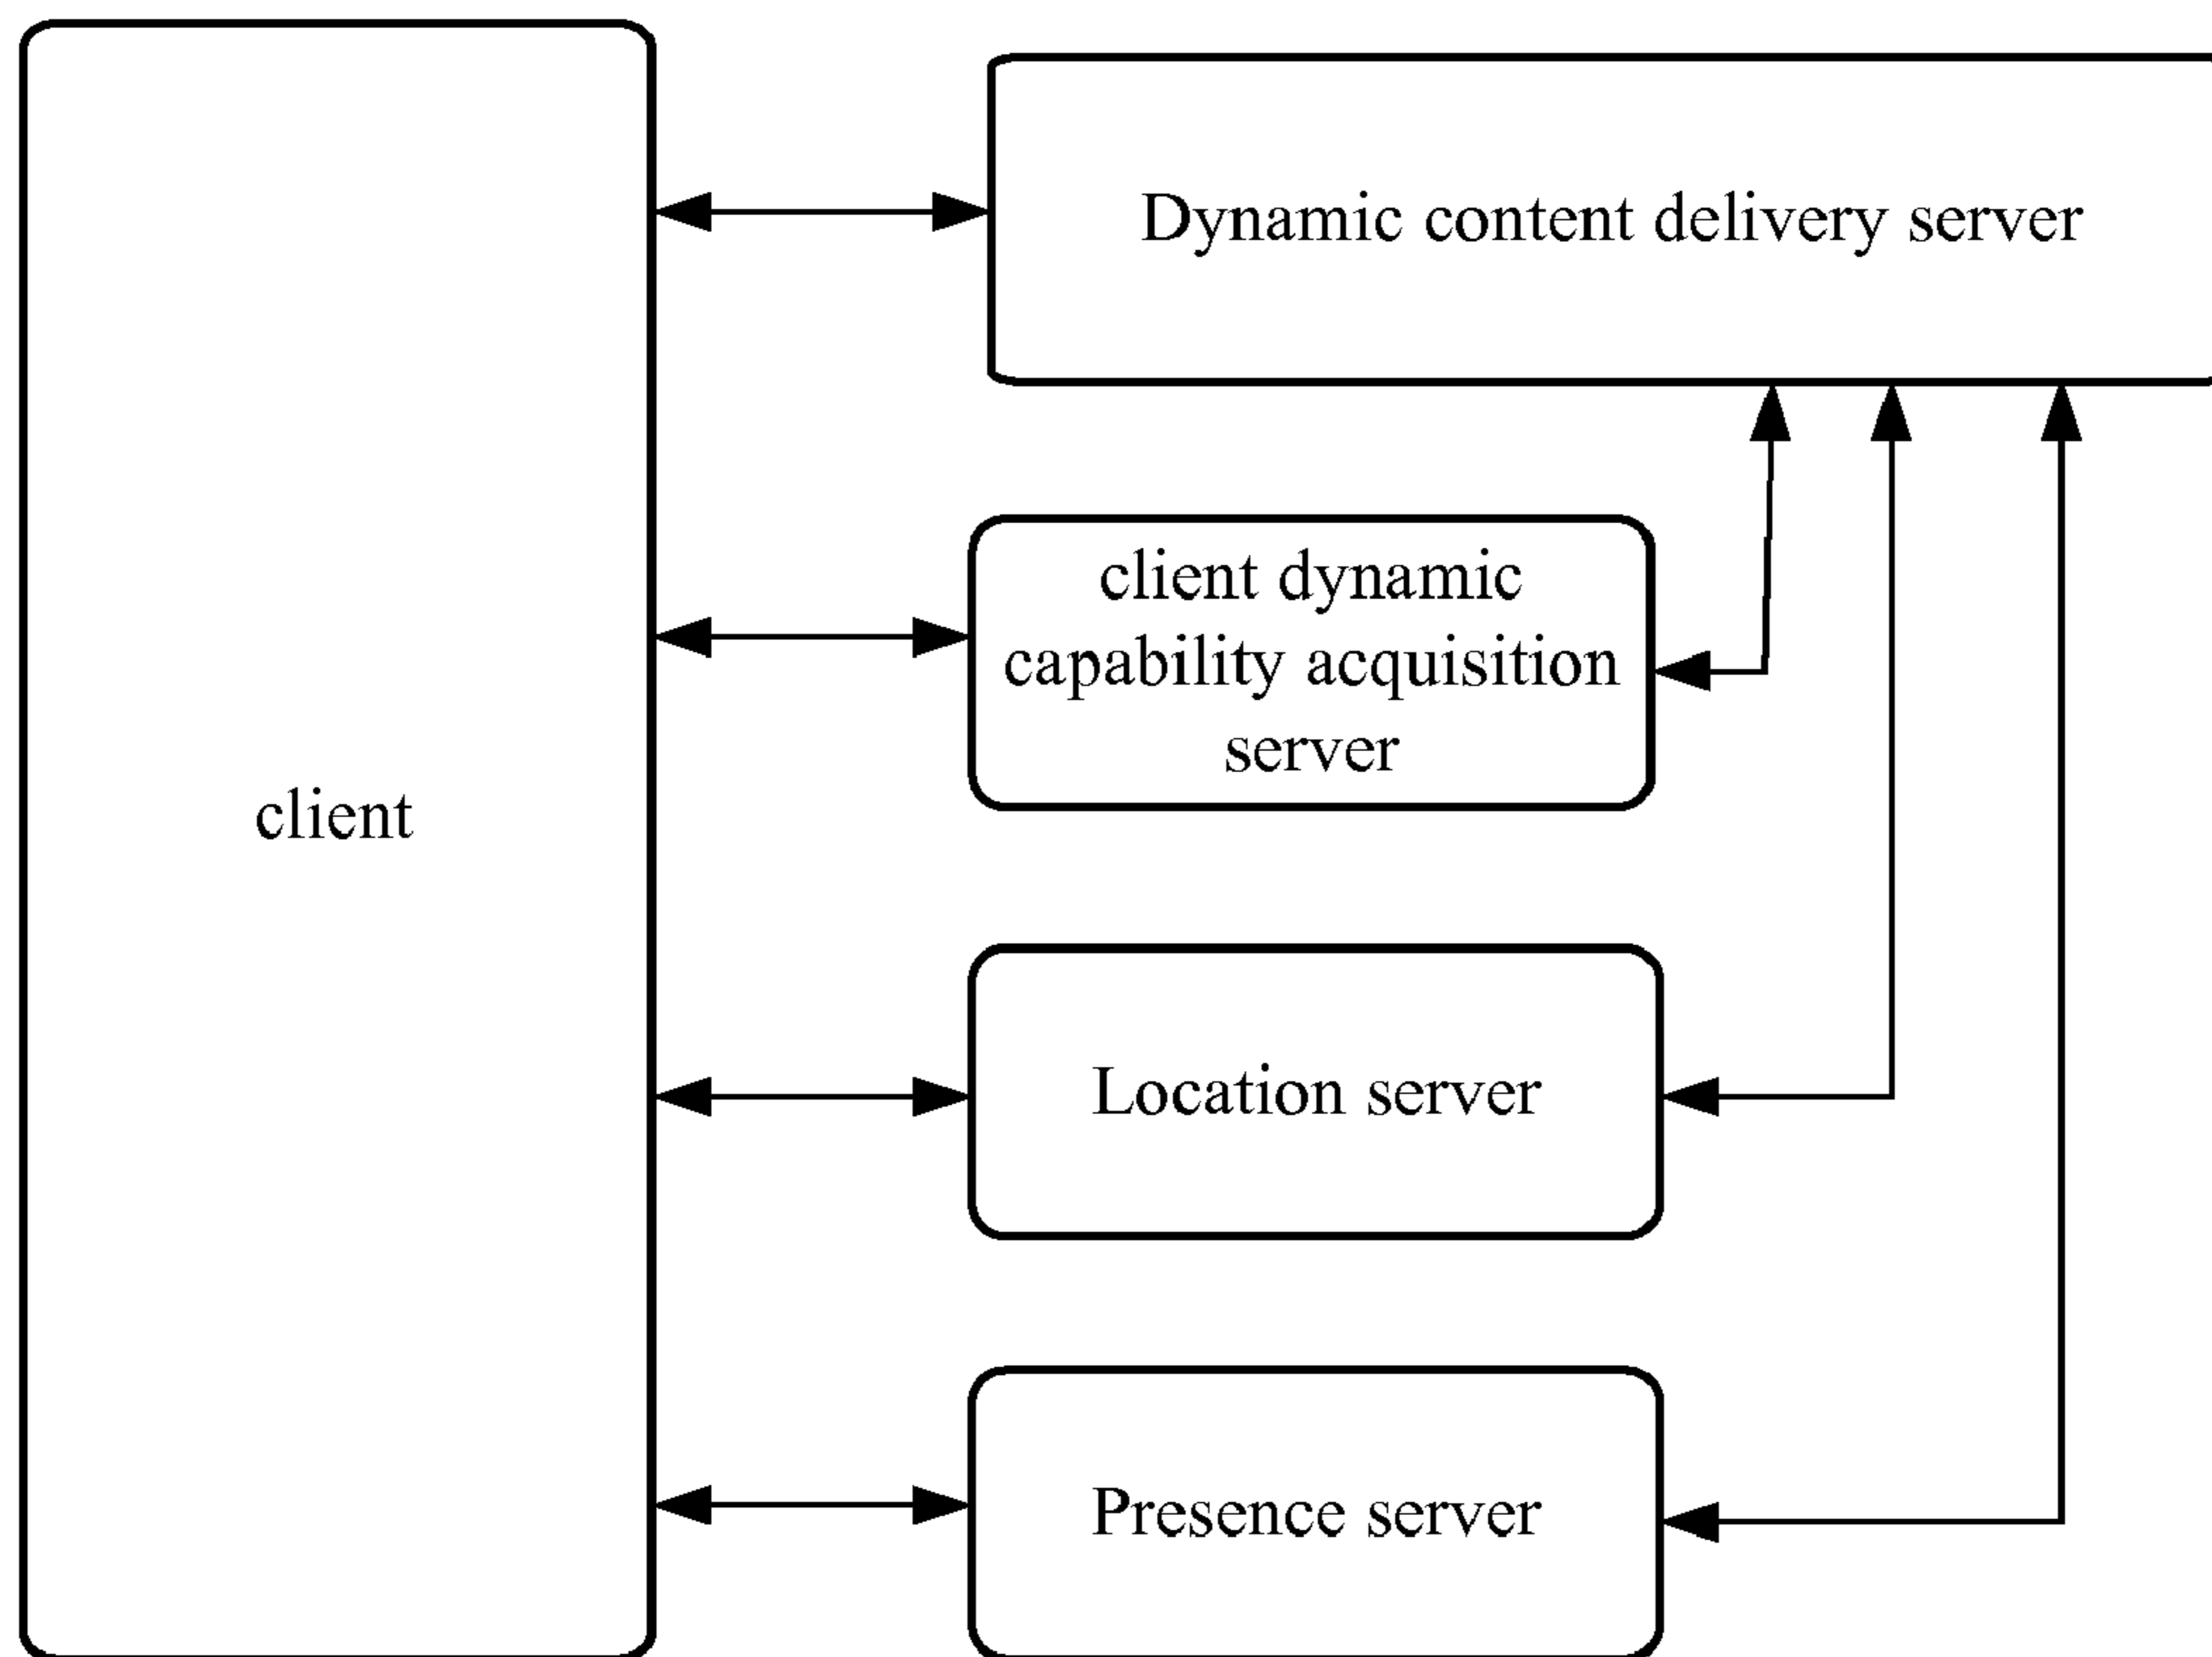 Dynamic content delivery server
client dynamic
capability acquisition
server
client
Location server
Presence server